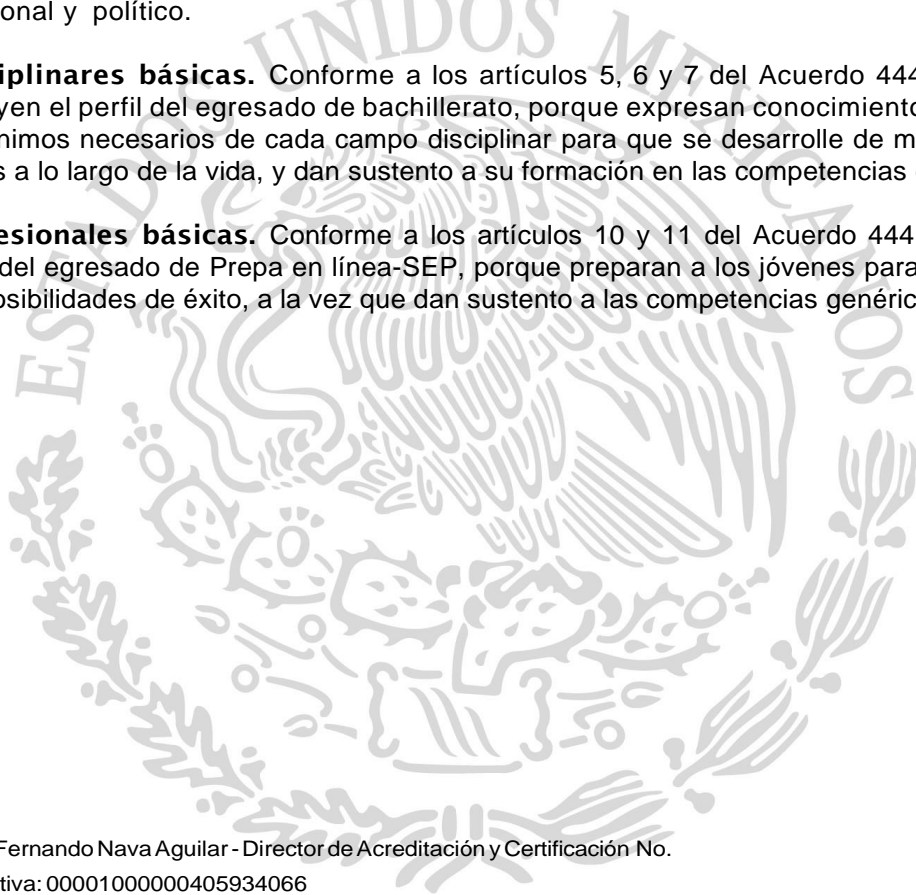 onal y político.
iplinares básicas. Conforme a los artículos 5, 6 y 7 del Acuerdo 444
yen el perfil del egresado de bachillerato, porque expresan conocimiento
nimos necesarios de cada campo disciplinar para que se desarrolle de m
s a lo largo de la vida, y dan sustento a su formación en las competencias
esionales básicas. Conforme a los artículos 10 y 11 del Acuerdo 444
del egresado de Prepa en línea-SEP, porque preparan a los jóvenes para
osibilidades de éxito, a la vez que dan sustento a las competencias genéric
ESTADOS UNIDOS MEXICANOS
Fernando Nava Aguilar - Director de Acreditación y Certificación No.
tiva: 00001000000405934066